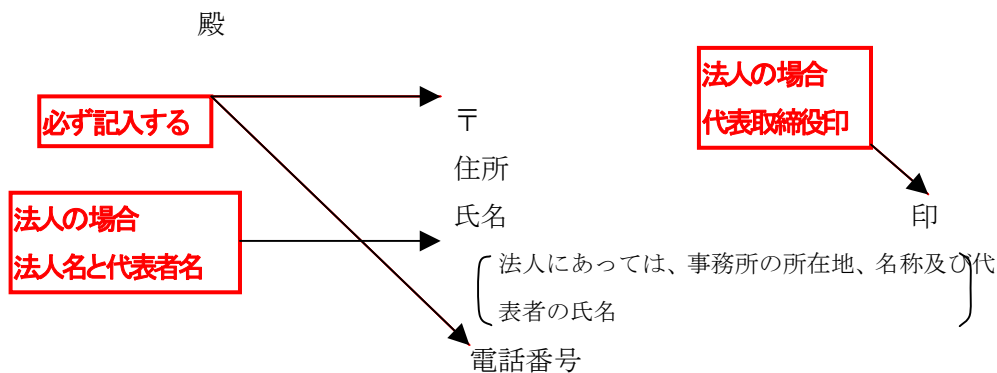 殿
法人の場合
代表取締役印
必ず記入する
〒
住所
法人の場合
法人名と代表者名
氏名
印
法人にあっては、事務所の所在地、名称及び代
表者の氏名
電話番号